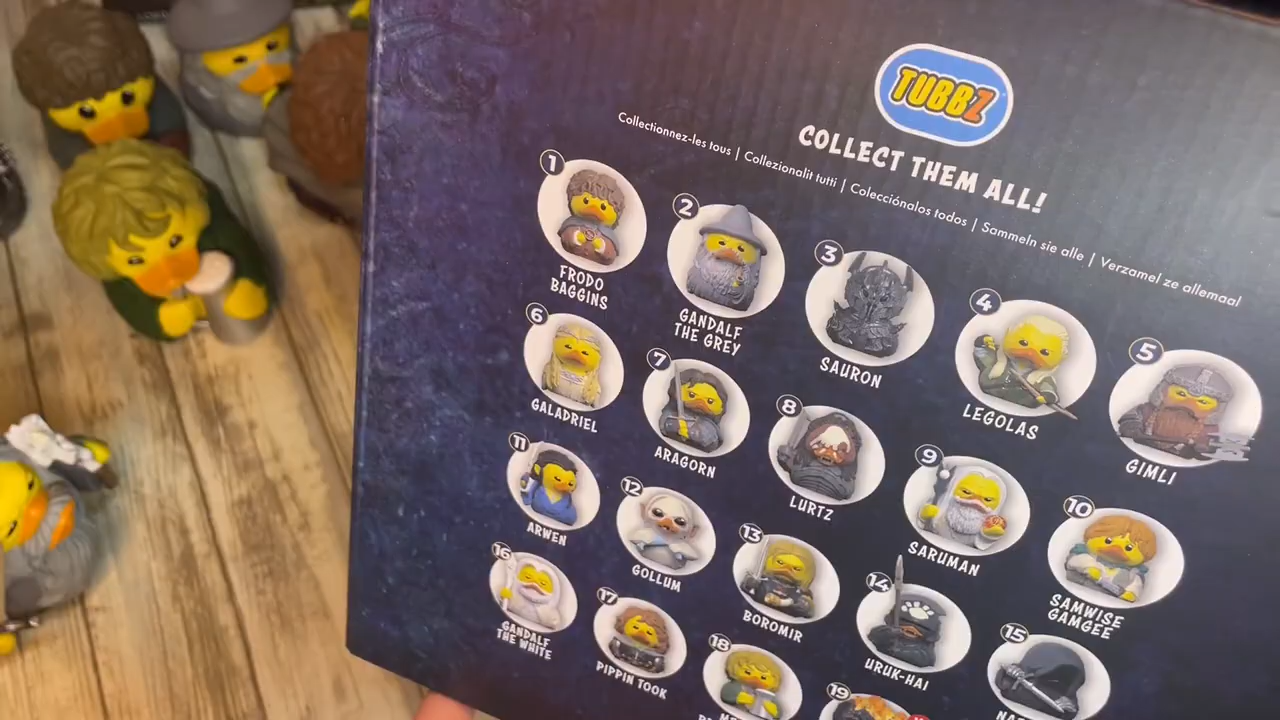 TUBBZ
COLLECT THEM ALL!
Collectionnez-les tous | Collezionalit tutti | Colecciónalos todos | Sammeln sie alle | Verzamel ze allemaal
1
FRODO
BAGGINS
2
GANDALF
THE GREY
3
SAURON
4
LEGOLAS
5
GIMLI
6
GALADRIEL
7
ARAGORN
8
LURTZ
9
SARUMAN
10
SAMWISE
GAMGEE
11
ARWEN
12
GOLLUM
13
BOROMIR
14
URUK-HAI
15
16
GANDALF
THE WHITE
17
PIPPIN TOOK
18
19